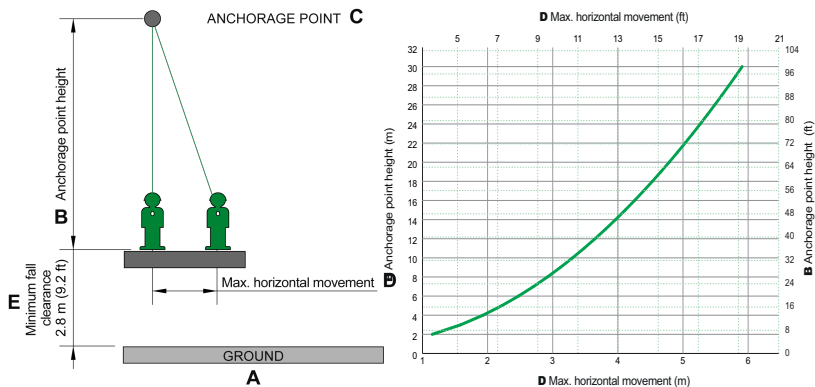 ANCHORAGE POINT C
Anchorage point height
B
Max. horizontal movement D
E
Minimum fall
clearance
2.8 m (9.2 ft)
GROUND
A
D Max. horizontal movement (ft)
5 7 9 11 13 15 17 19 21
32
30
28
26
24
22
20
18
16
14
12
10
8
6
4
2
0
B Anchorage point height (m)
104
96
88
80
72
64
56
48
40
32
24
16
8
0
B Anchorage point height (ft)
1 2 3 4 5 6
D Max. horizontal movement (m)